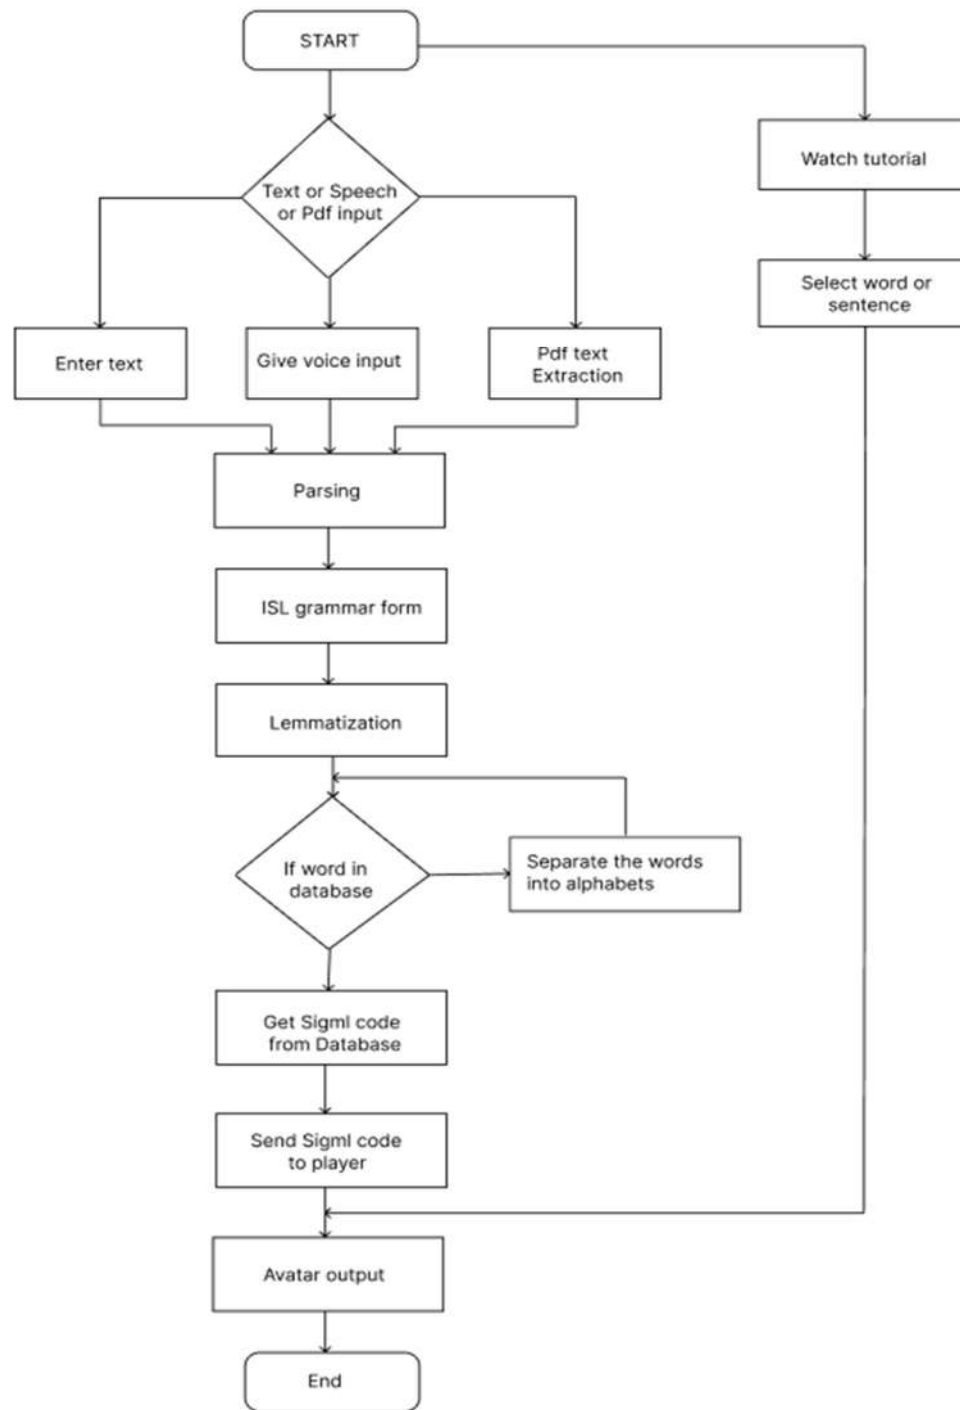 START
Watch tutorial
Text or Speech
or Pdf input
Select word or
sentence
Enter text
Give voice input
Pdf text
Extraction
Parsing
ISL grammar form
Lemmatization
If word in
database
Separate the words
into alphabets
Get Sigml code
from Database
Send Sigml code
to player
Avatar output
End